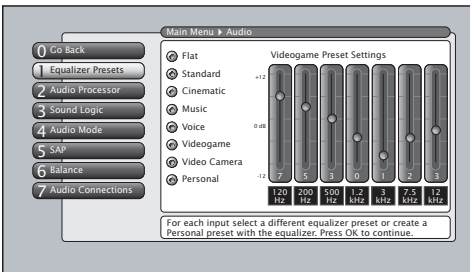 Main Menu ▸ Audio
0 Go Back
1 Equalizer Presets
2 Audio Processor
3 Sound Logic
4 Audio Mode
5 SAP
6 Balance
7 Audio Connections
Flat
Standard
Cinematic
Music
Voice
Videogame
Video Camera
Personal
Videogame Preset Settings
+12
0 dB
-12
7 5 3 0 1 2 3
120 Hz 200 Hz 500 Hz 1.2 kHz 3 kHz 7.5 kHz 12 kHz
For each input select a different equalizer preset or create a
Personal preset with the equalizer. Press OK to continue.